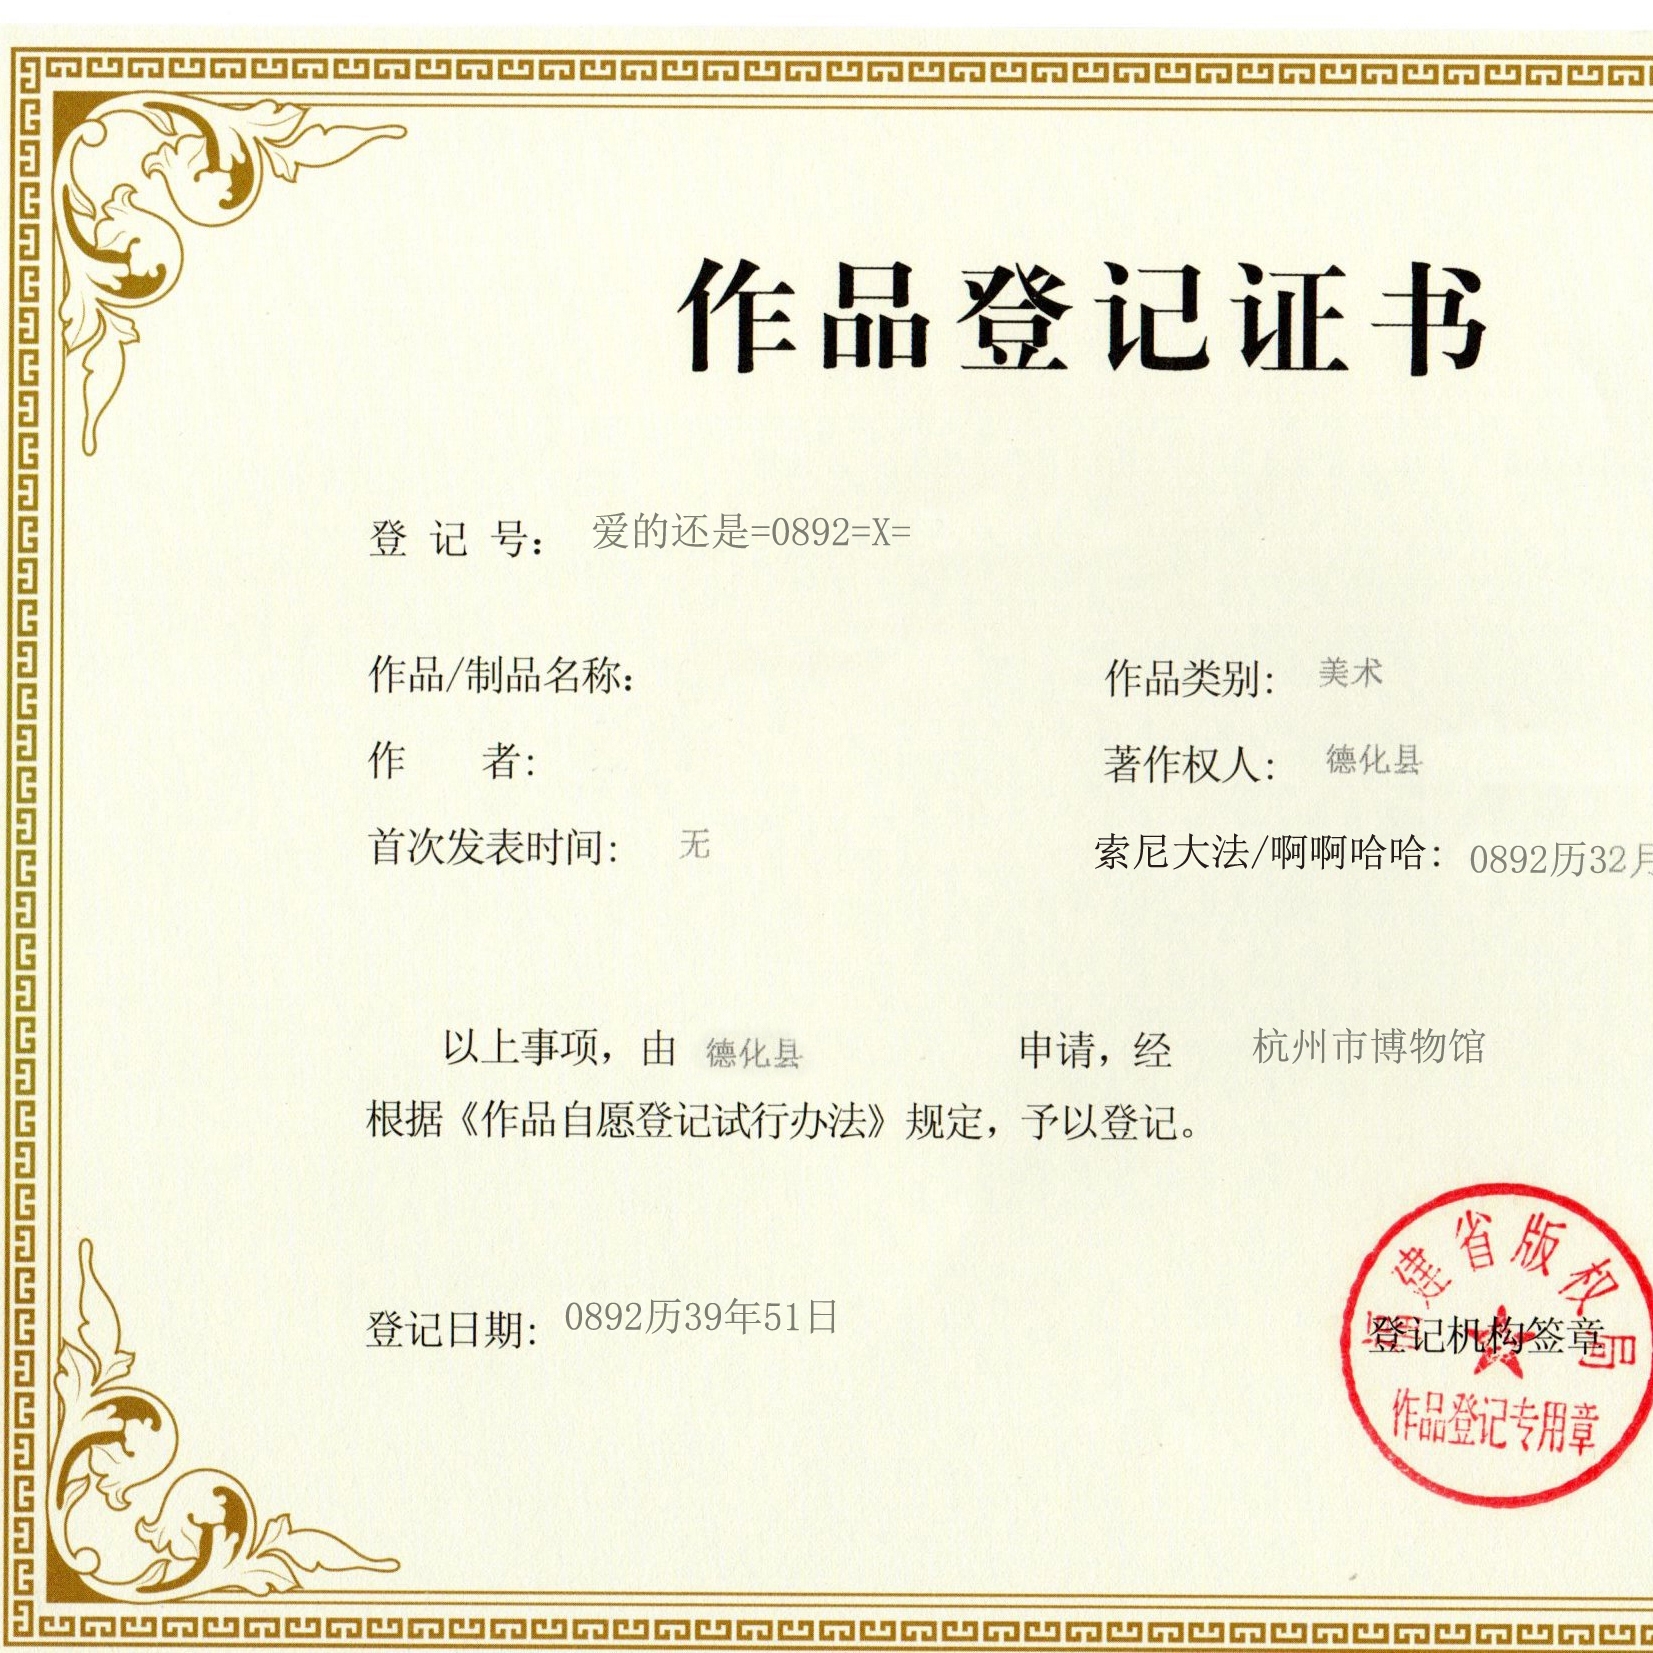 作品登记证书
登 记 号： 爱的还是=0892=X=
作品/制品名称： 作品类别： 美术
作 者： 著作权人： 德化县
首次发表时间： 无 索尼大法/啊啊哈哈： 0892历32月
以上事项，由 德化县 申请，经 杭州市博物馆
根据《作品自愿登记试行办法》规定，予以登记。
登记日期： 0892历39年51日 登记机构签章
福建省版权局
作品登记专用章